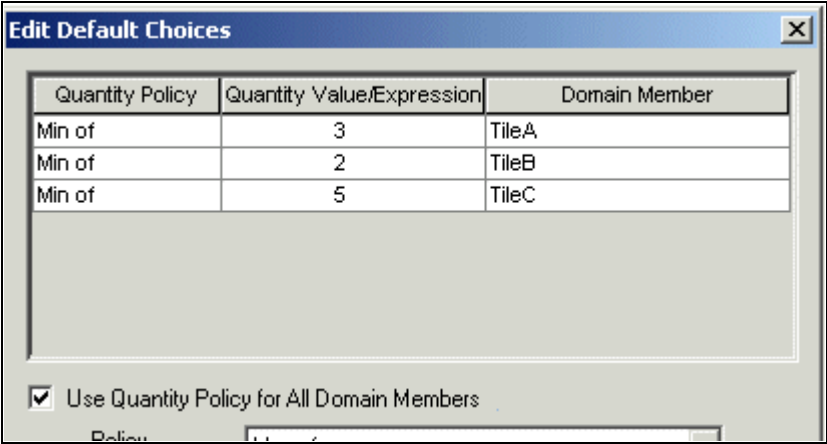 Edit Default Choices
Quantity Policy Quantity Value/Expression Domain Member
Min of 3 TileA
Min of 2 TileB
Min of 5 TileC
Use Quantity Policy for All Domain Members
Policy